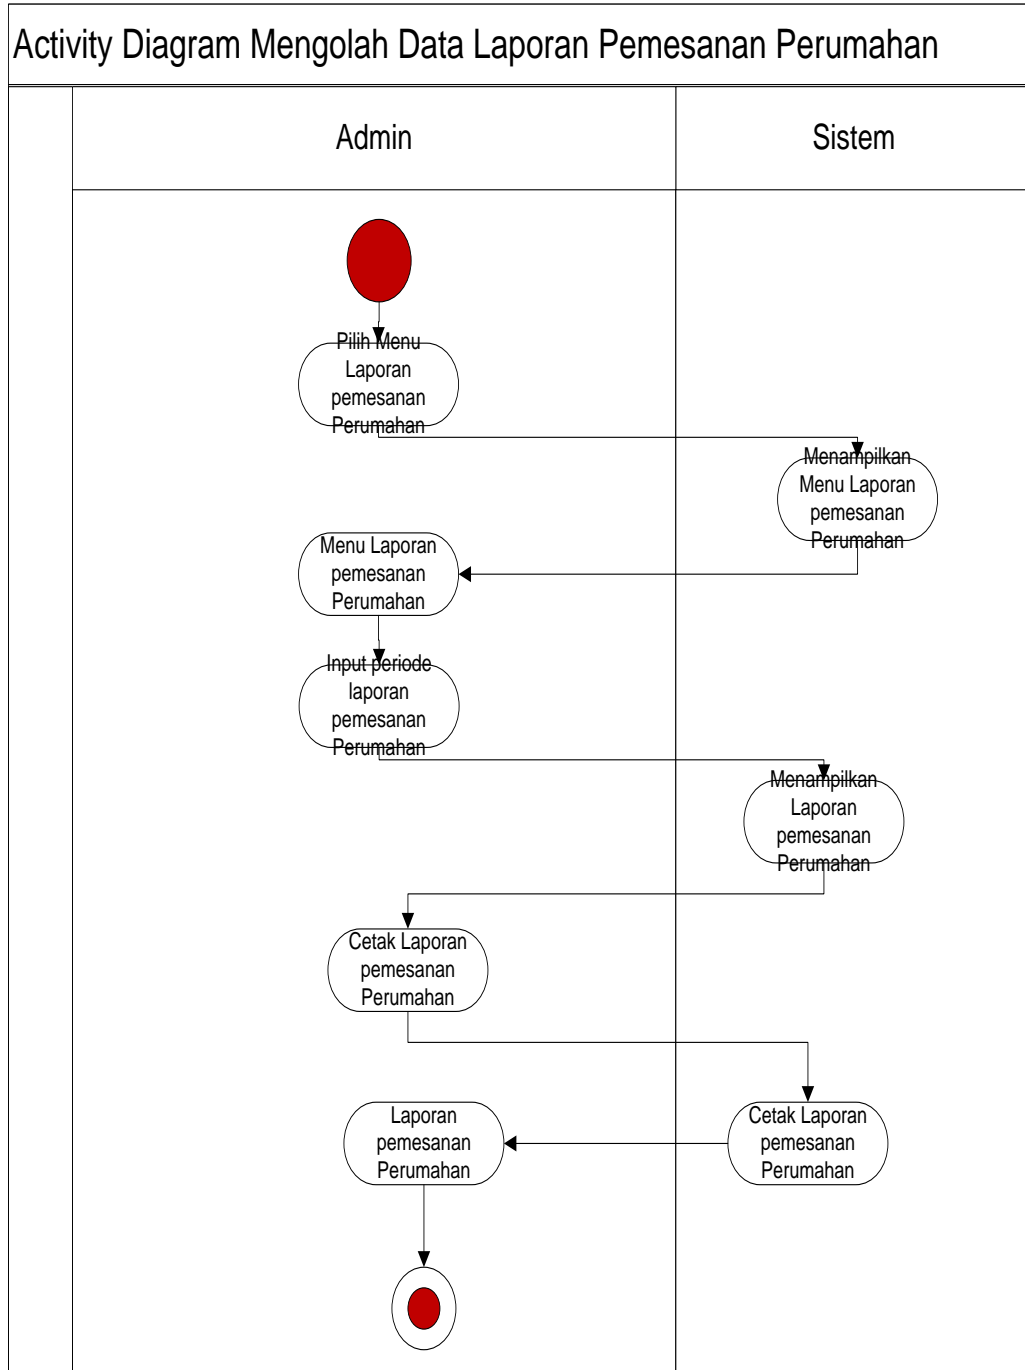 Activity Diagram Mengolah Data Laporan Pemesanan Perumahan
Admin
Sistem
Pilih Menu
Laporan
pemesanan
Perumahan
Menampilkan
Menu Laporan
pemesanan
Perumahan
Menu Laporan
pemesanan
Perumahan
Input periode
laporan
pemesanan
Perumahan
Menampilkan
Laporan
pemesanan
Perumahan
Cetak Laporan
pemesanan
Perumahan
Cetak Laporan
pemesanan
Perumahan
Laporan
pemesanan
Perumahan